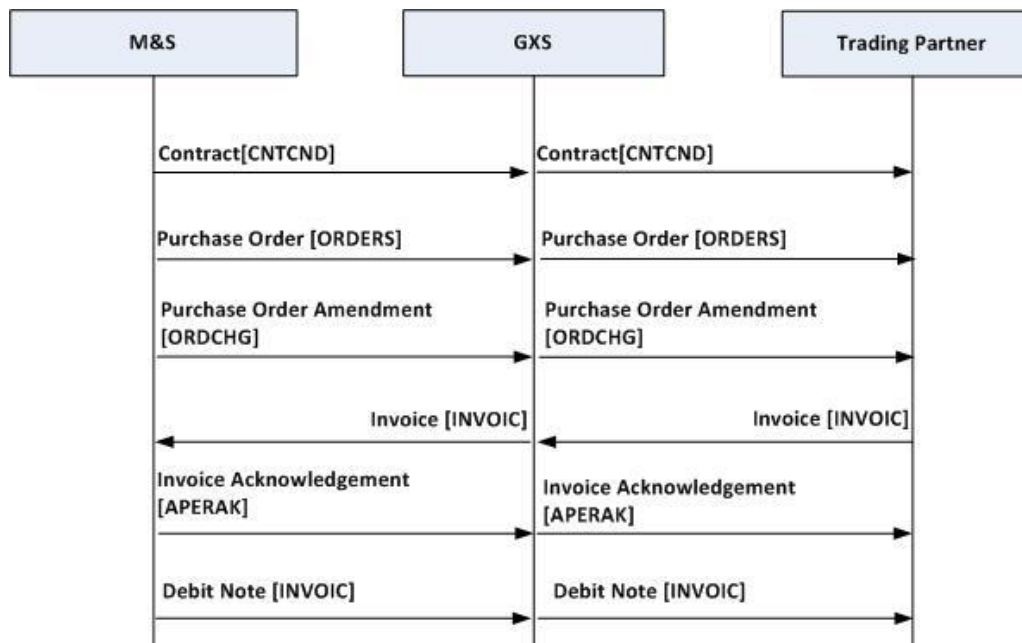 M&S
GXS
Trading Partner
Contract[CNTCND]
Contract[CNTCND]
Purchase Order [ORDERS]
Purchase Order [ORDERS]
Purchase Order Amendment
[ORDCHG]
Purchase Order Amendment
[ORDCHG]
Invoice [INVOIC]
Invoice [INVOIC]
Invoice Acknowledgement
[APERAK]
Invoice Acknowledgement
[APERAK]
Debit Note [INVOIC]
Debit Note [INVOIC]